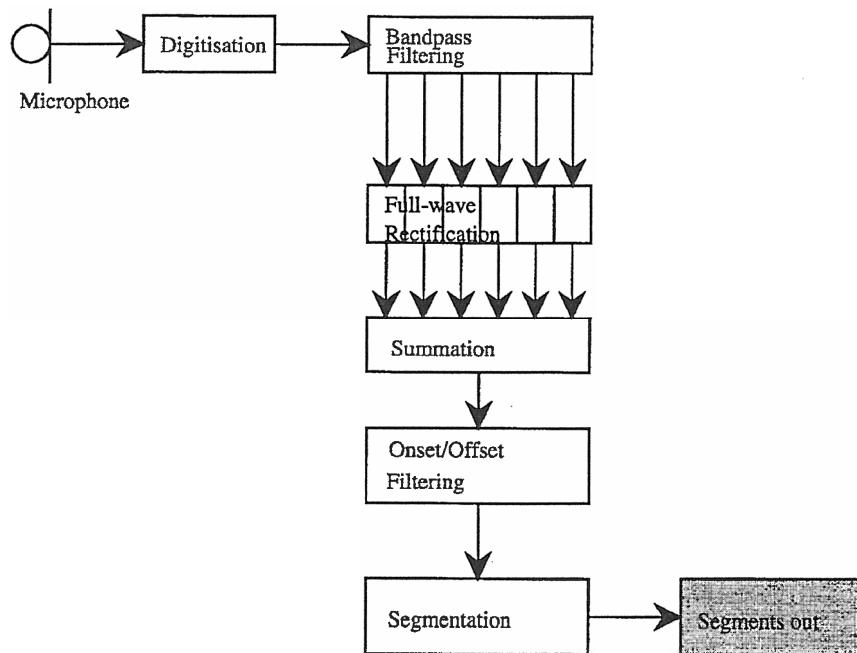 Microphone
Digitisation
Bandpass
Filtering
Full-wave
Rectification
Summation
Onset/Offset
Filtering
Segmentation
Segments out